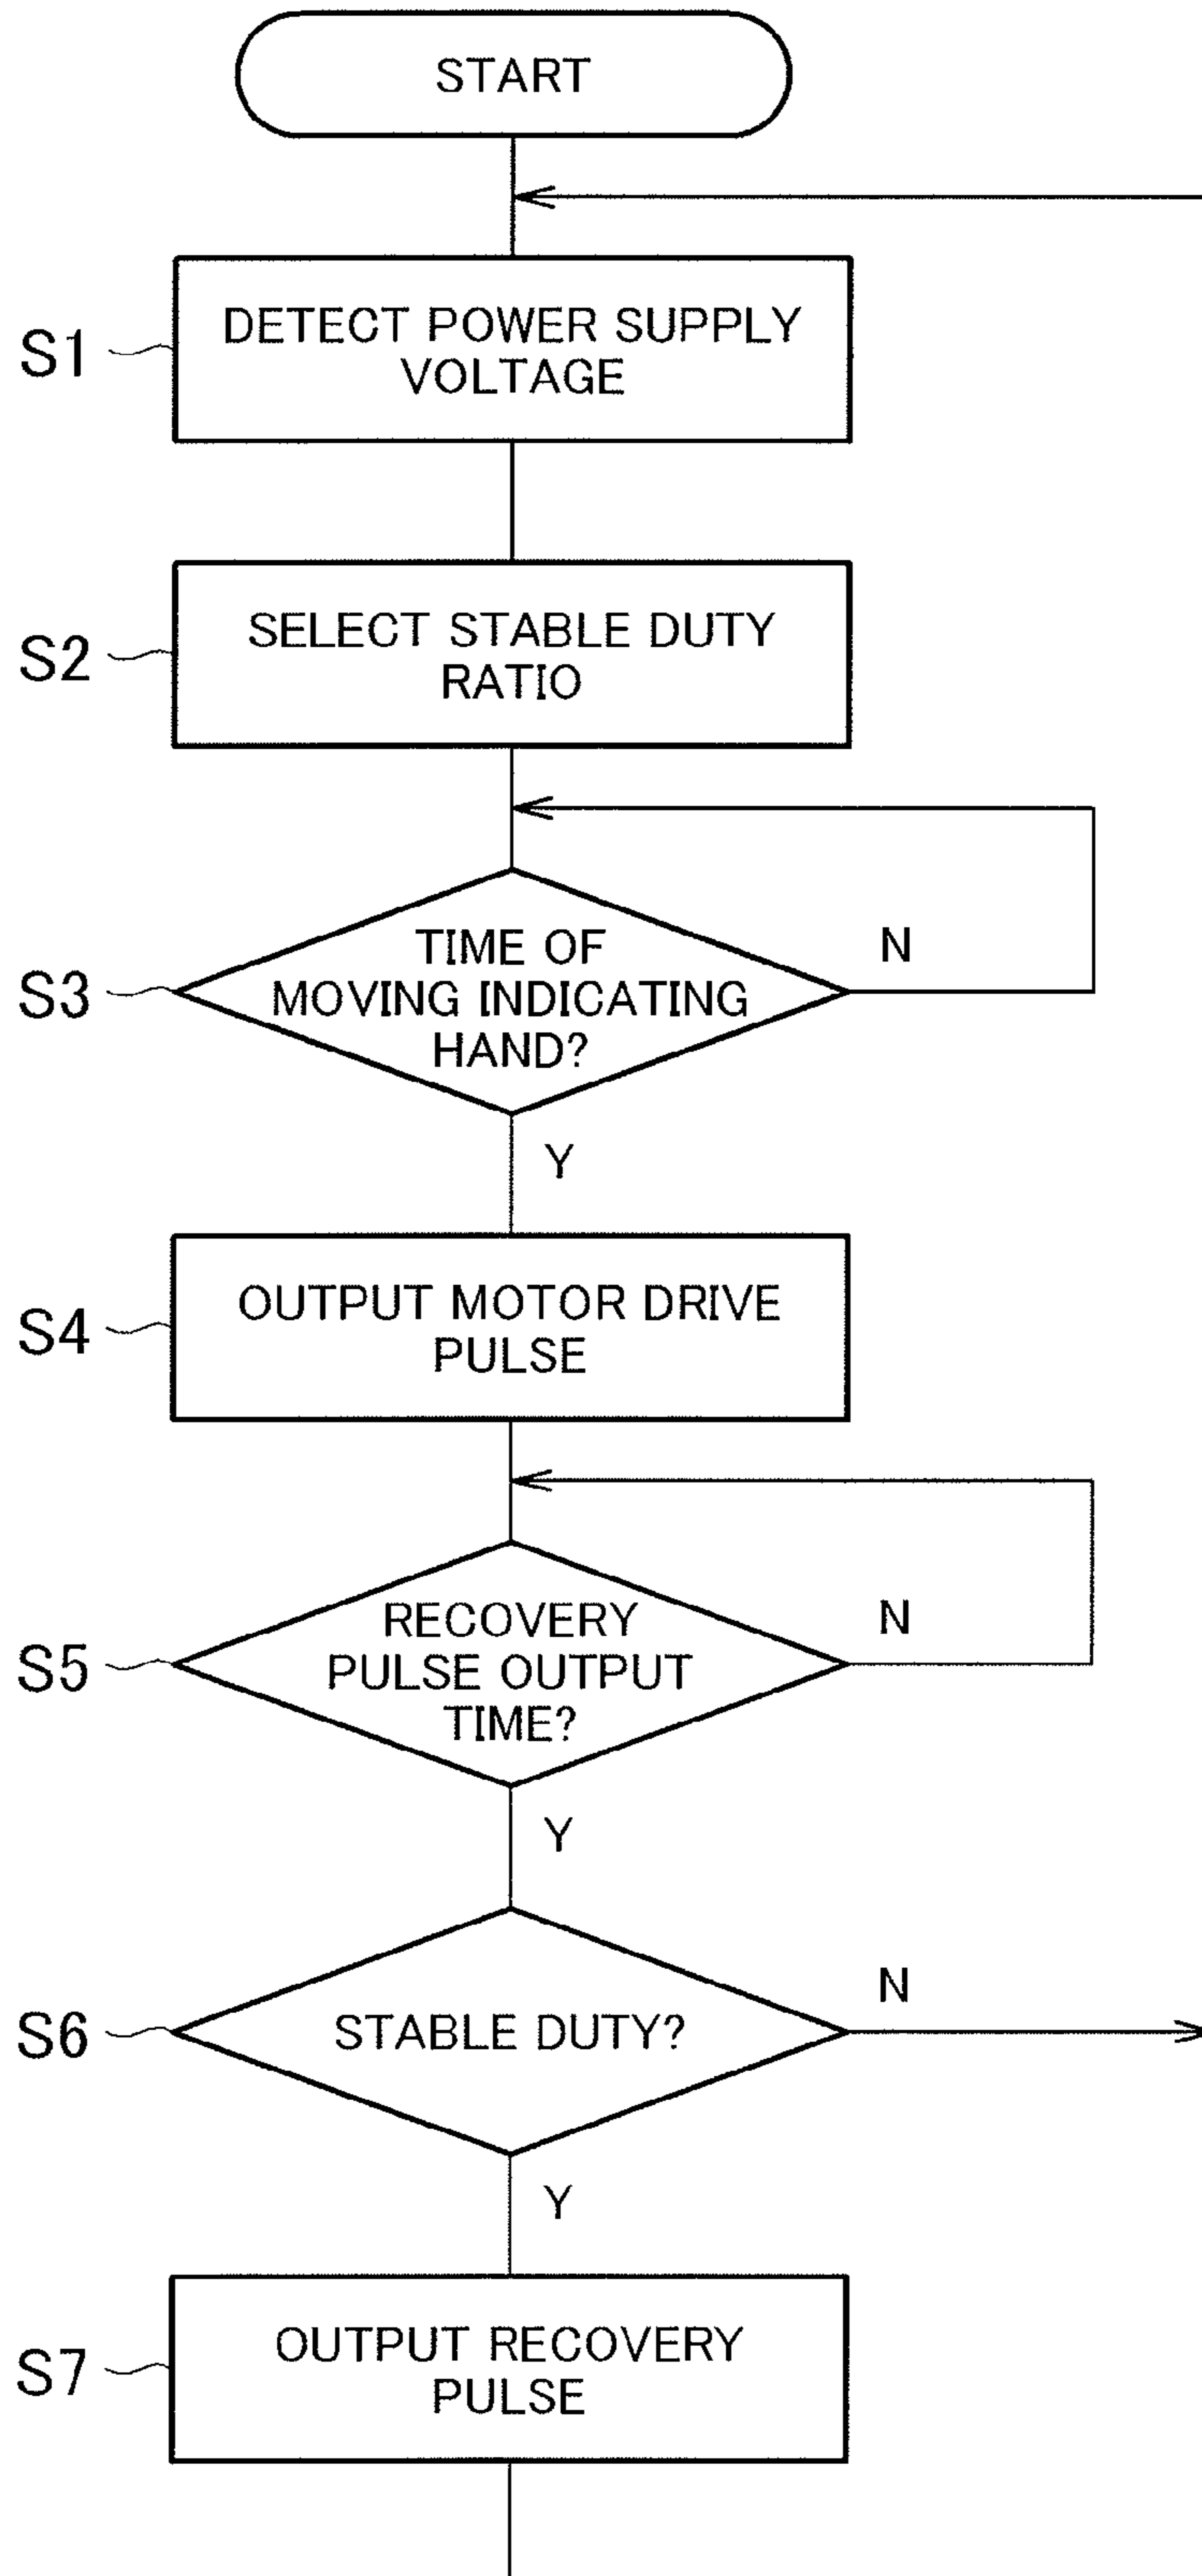 START
S1
DETECT POWER SUPPLY
VOLTAGE
S2
SELECT STABLE DUTY
RATIO
S3
TIME OF
MOVING INDICATING
HAND?
N
Y
S4
OUTPUT MOTOR DRIVE
PULSE
S5
RECOVERY
PULSE OUTPUT
TIME?
N
Y
S6
STABLE DUTY?
N
Y
S7
OUTPUT RECOVERY
PULSE